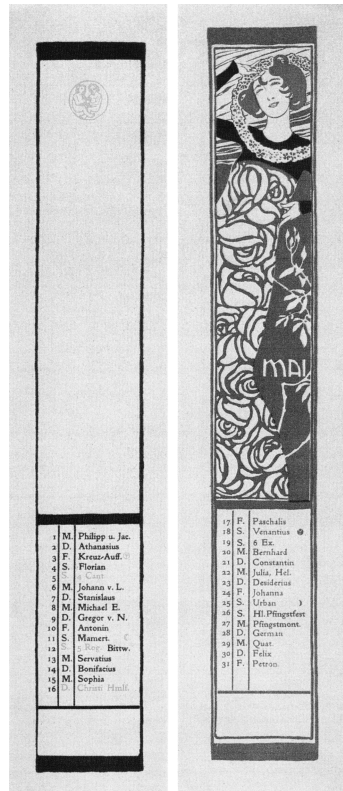 1 M. Philipp u. Jac.
2 D. Athanasius
3 F. Kreuz-Auff.
4 S. Florian
5 S. 4 Cant.
6 M. Johann v. L.
7 D. Stanislaus
8 M. Michael E.
9 D. Gregor v. N.
10 F. Antonin
11 S. Mamert. ☾
12 S. 5 Rog. Bittw.
13 M. Servatius
14 D. Bonifacius
15 M. Sophia
16 D. Christi Hmlf.
MAI
17 F. Paschalis
18 S. Venantius
19 S. 6 Ex.
20 M. Bernhard
21 D. Constantin
22 M. Julia, Hel.
23 D. Desiderius
24 F. Johanna
25 S. Urban ☽
26 S. Hl. Pfingstfest
27 M. Pfingstmont.
28 D. German
29 M. Quat.
30 D. Felix
31 F. Petron.